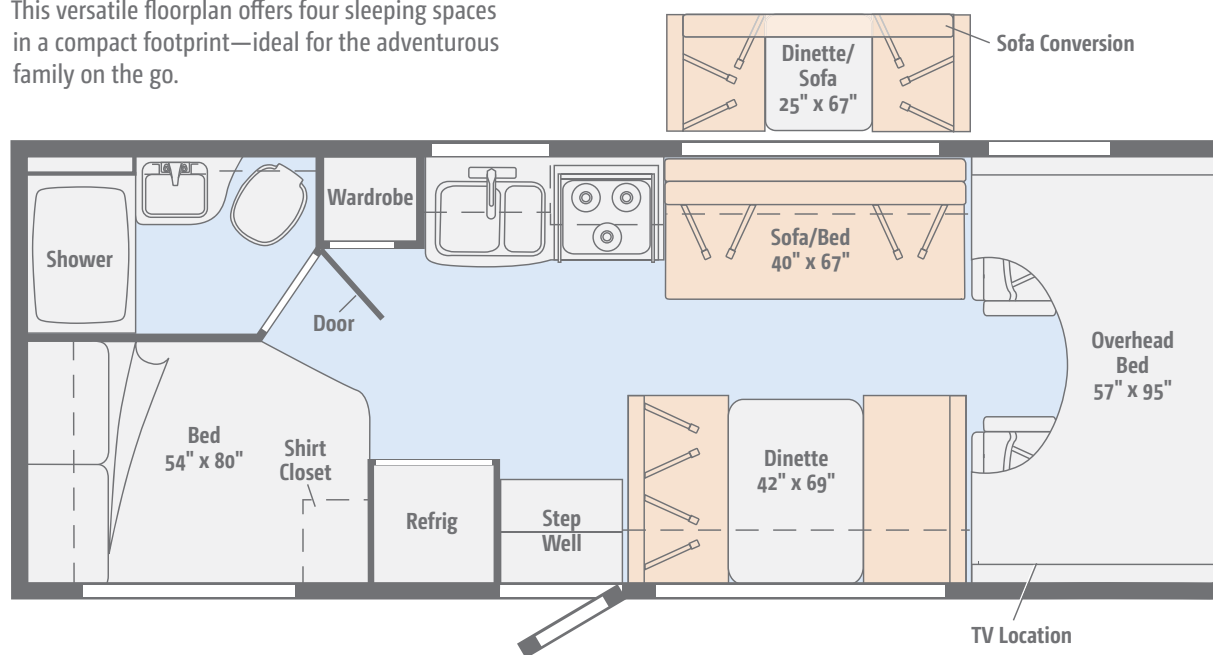 This versatile floorplan offers four sleeping spaces
in a compact footprint—ideal for the adventurous
family on the go.
Sofa Conversion
Dinette/
Sofa
25" x 67"
Wardrobe
Shower
Sofa/Bed
40" x 67"
Door
Overhead
Bed
57" x 95"
Bed
54" x 80"
Shirt
Closet
Dinette
42" x 69"
Refrig
Step
Well
TV Location